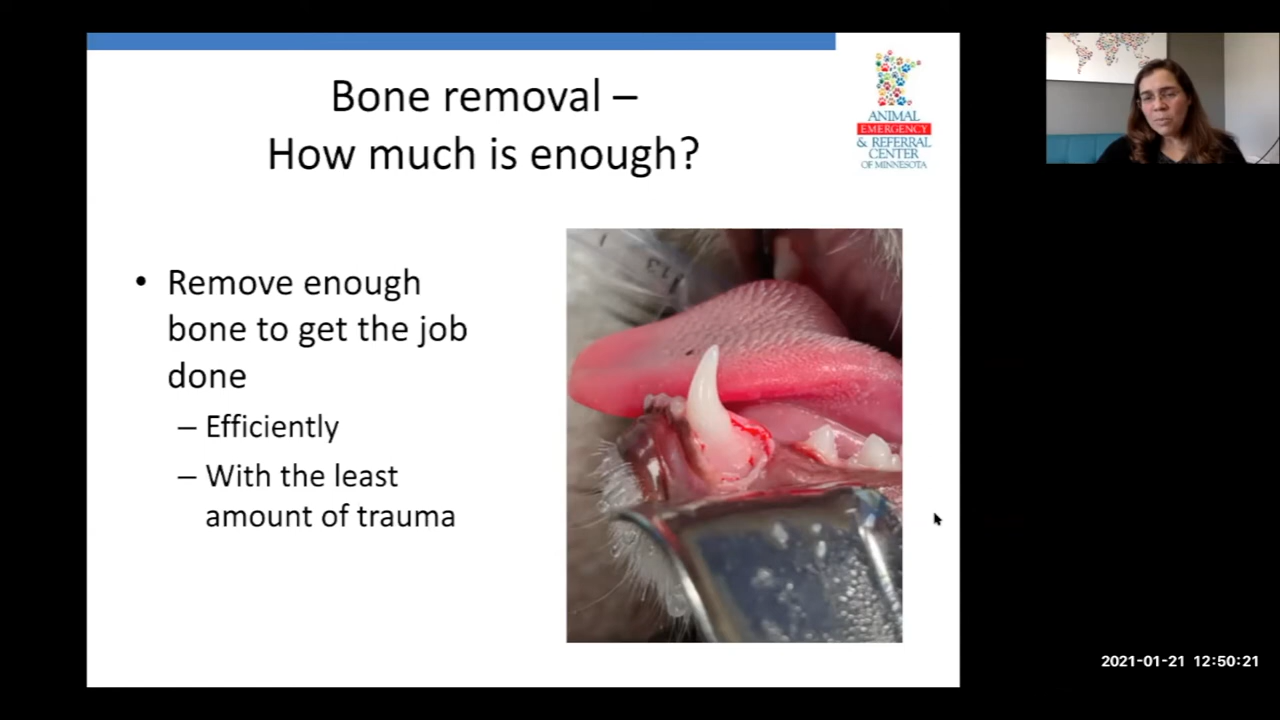 Bone removal –
How much is enough?
ANIMAL
EMERGENCY
& REFERRAL
CENTER
OF MINNESOTA
• Remove enough
bone to get the job
done
– Efficiently
– With the least
amount of trauma
113
2021-01-21 12:50:21